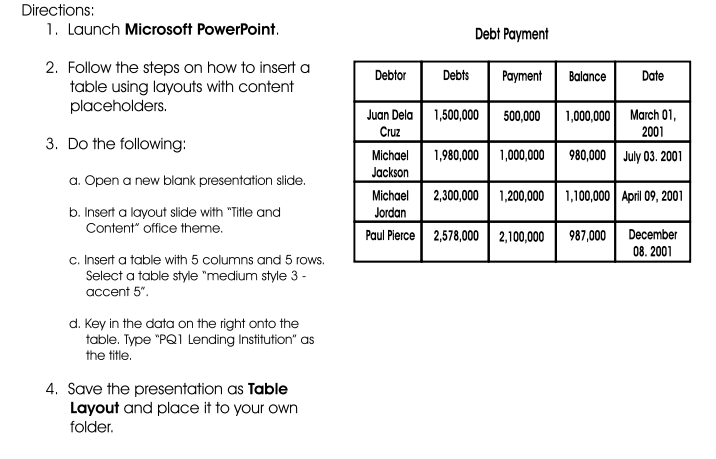 Directions:
1. Launch Microsoft PowerPoint.
2. Follow the steps on how to insert a
table using layouts with content
placeholders.
3. Do the following:
a. Open a new blank presentation slide.
b. Insert a layout slide with "Title and
Content" office theme.
c. Insert a table with 5 columns and 5 rows.
Select a table style "medium style 3 -
accent 5".
d. Key in the data on the right onto the
table. Type "PQ1 Lending Institution" as
the title.
4. Save the presentation as Table
Layout and place it to your own
folder.
Debt Payment
Debtor Debts Payment Balance Date
Juan Dela 1,500,000 500,000 1,000,000 March 01,
Cruz 2001
Michael 1,980,000 1,000,000 980,000 July 03. 2001
Jackson
Michael 2,300,000 1,200,000 1,100,000 April 09, 2001
Jordan
Paul Pierce 2,578,000 2,100,000 987,000 December
08. 2001